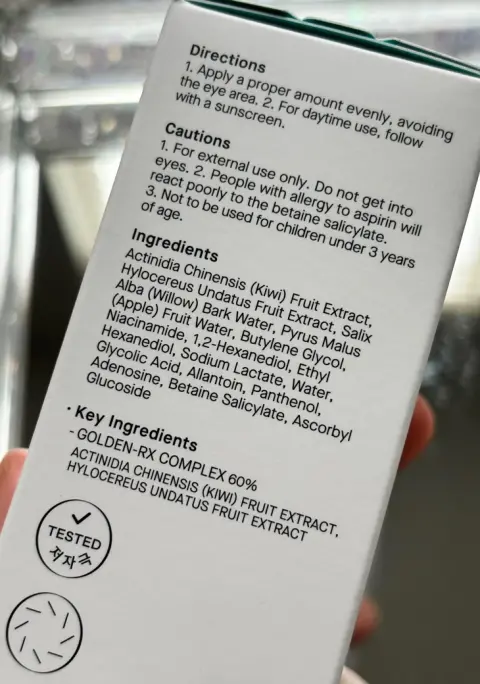 Directions
1. Apply a proper amount evenly, avoiding
the eye area. 2. For daytime use, follow
with a sunscreen.
Cautions
1. For external use only. Do not get into
eyes. 2. People with allergy to aspirin will
react poorly to the betaine salicylate.
3. Not to be used for children under 3 years
of age.
Ingredients
Actinidia Chinensis (Kiwi) Fruit Extract,
Hylocereus Undatus Fruit Extract, Salix
Alba (Willow) Bark Water, Pyrus Malus
(Apple) Fruit Water, Butylene Glycol,
Niacinamide, 1,2-Hexanediol, Ethyl
Hexanediol, Sodium Lactate, Water,
Glycolic Acid, Allantoin, Panthenol,
Adenosine, Betaine Salicylate, Ascorbyl
Glucoside
· Key Ingredients
- GOLDEN-RX COMPLEX 60%
ACTINIDIA CHINENSIS (KIWI) FRUIT EXTRACT,
HYLOCEREUS UNDATUS FRUIT EXTRACT
TESTED
저자극